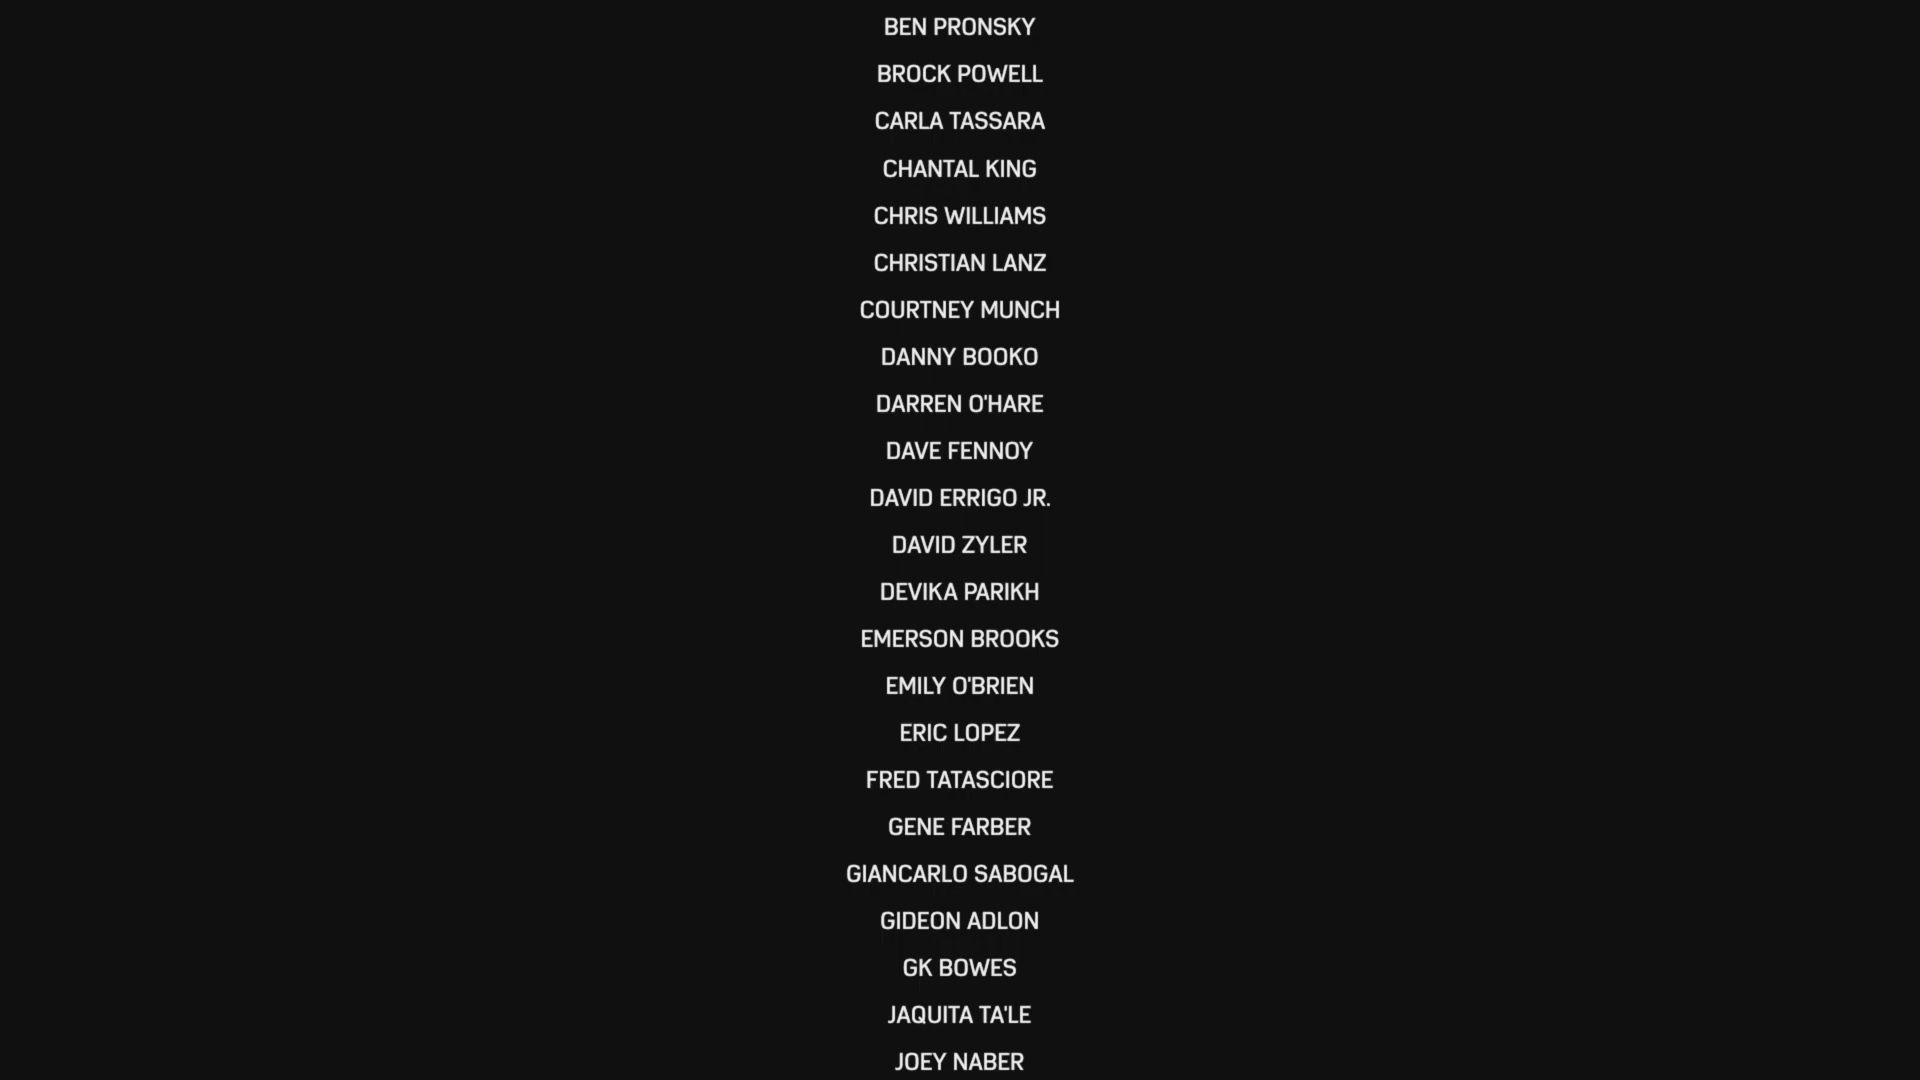 BEN PRONSKY
BROCK POWELL
CARLA TASSARA
CHANTAL KING
CHRIS WILLIAMS
CHRISTIAN LANZ
COURTNEY MUNCH
DANNY BOOKO
DARREN O'HARE
DAVE FENNOY
DAVID ERRIGO JR.
DAVID ZYLER
DEVIKA PARIKH
EMERSON BROOKS
EMILY O'BRIEN
ERIC LOPEZ
FRED TATASCIORE
GENE FARBER
GIANCARLO SABOGAL
GIDEON ADLON
GK BOWES
JAQUITA TA'LE
JOEY NABER